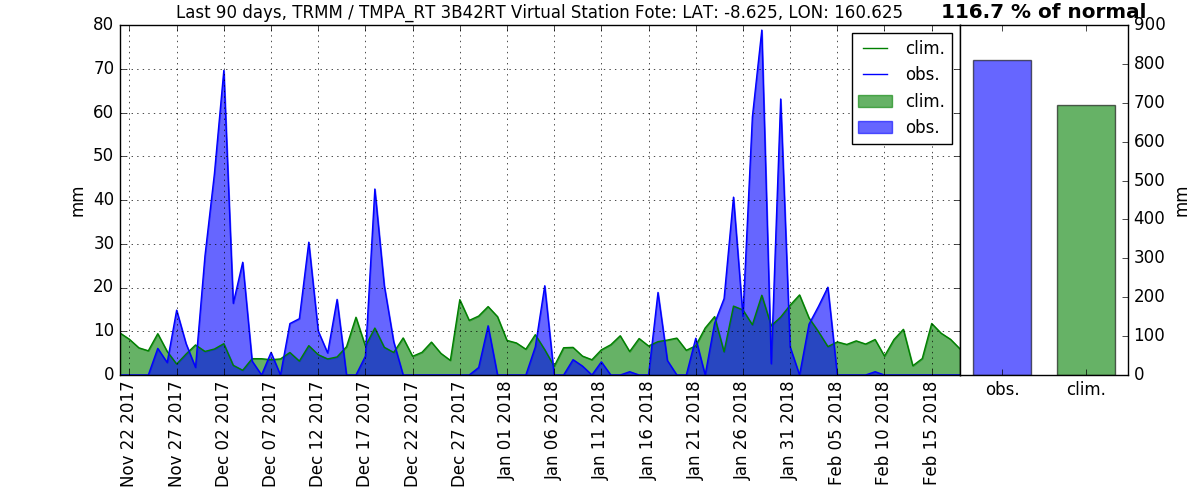 Last 90 days, TRMM / TMPA_RT 3B42RT Virtual Station Fote: LAT: -8.625, LON: 160.625
116.7 % of normal
mm
80
70
60
50
40
30
20
10
0
clim.
obs.
clim.
obs.
Nov 22 2017
Nov 27 2017
Dec 02 2017
Dec 07 2017
Dec 12 2017
Dec 17 2017
Dec 22 2017
Dec 27 2017
Jan 01 2018
Jan 06 2018
Jan 11 2018
Jan 16 2018
Jan 21 2018
Jan 26 2018
Jan 31 2018
Feb 05 2018
Feb 10 2018
Feb 15 2018
900
800
700
600
500
400
300
200
100
0
mm
obs.
clim.